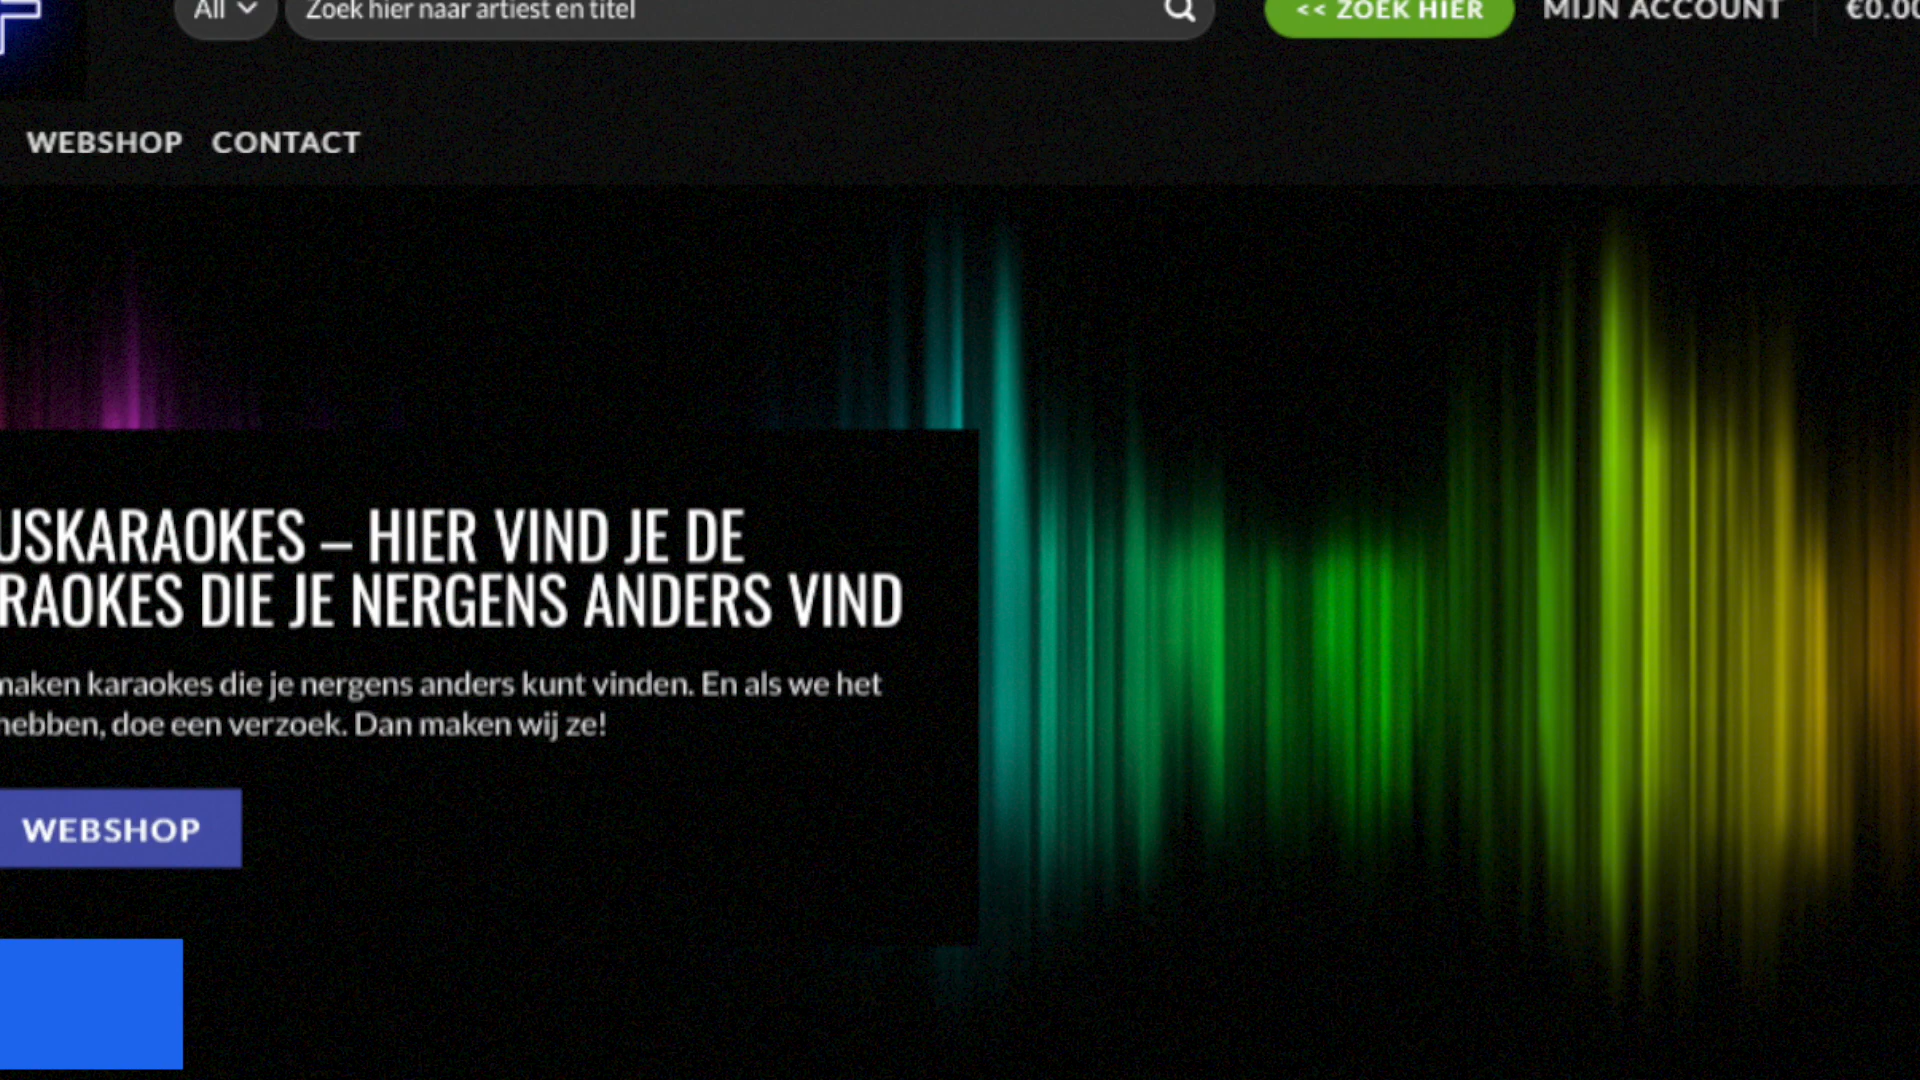 All
Zoek hier naar artiest en titel
<< ZOEK HIER
MIJN ACCOUNT
WEBSHOP
CONTACT
USKARAOKES – HIER VIND JE DE
RAOKES DIE JE NERGENS ANDERS VIND
maken karaokes die je nergens anders kunt vinden. En als we het
hebben, doe een verzoek. Dan maken wij ze!
WEBSHOP